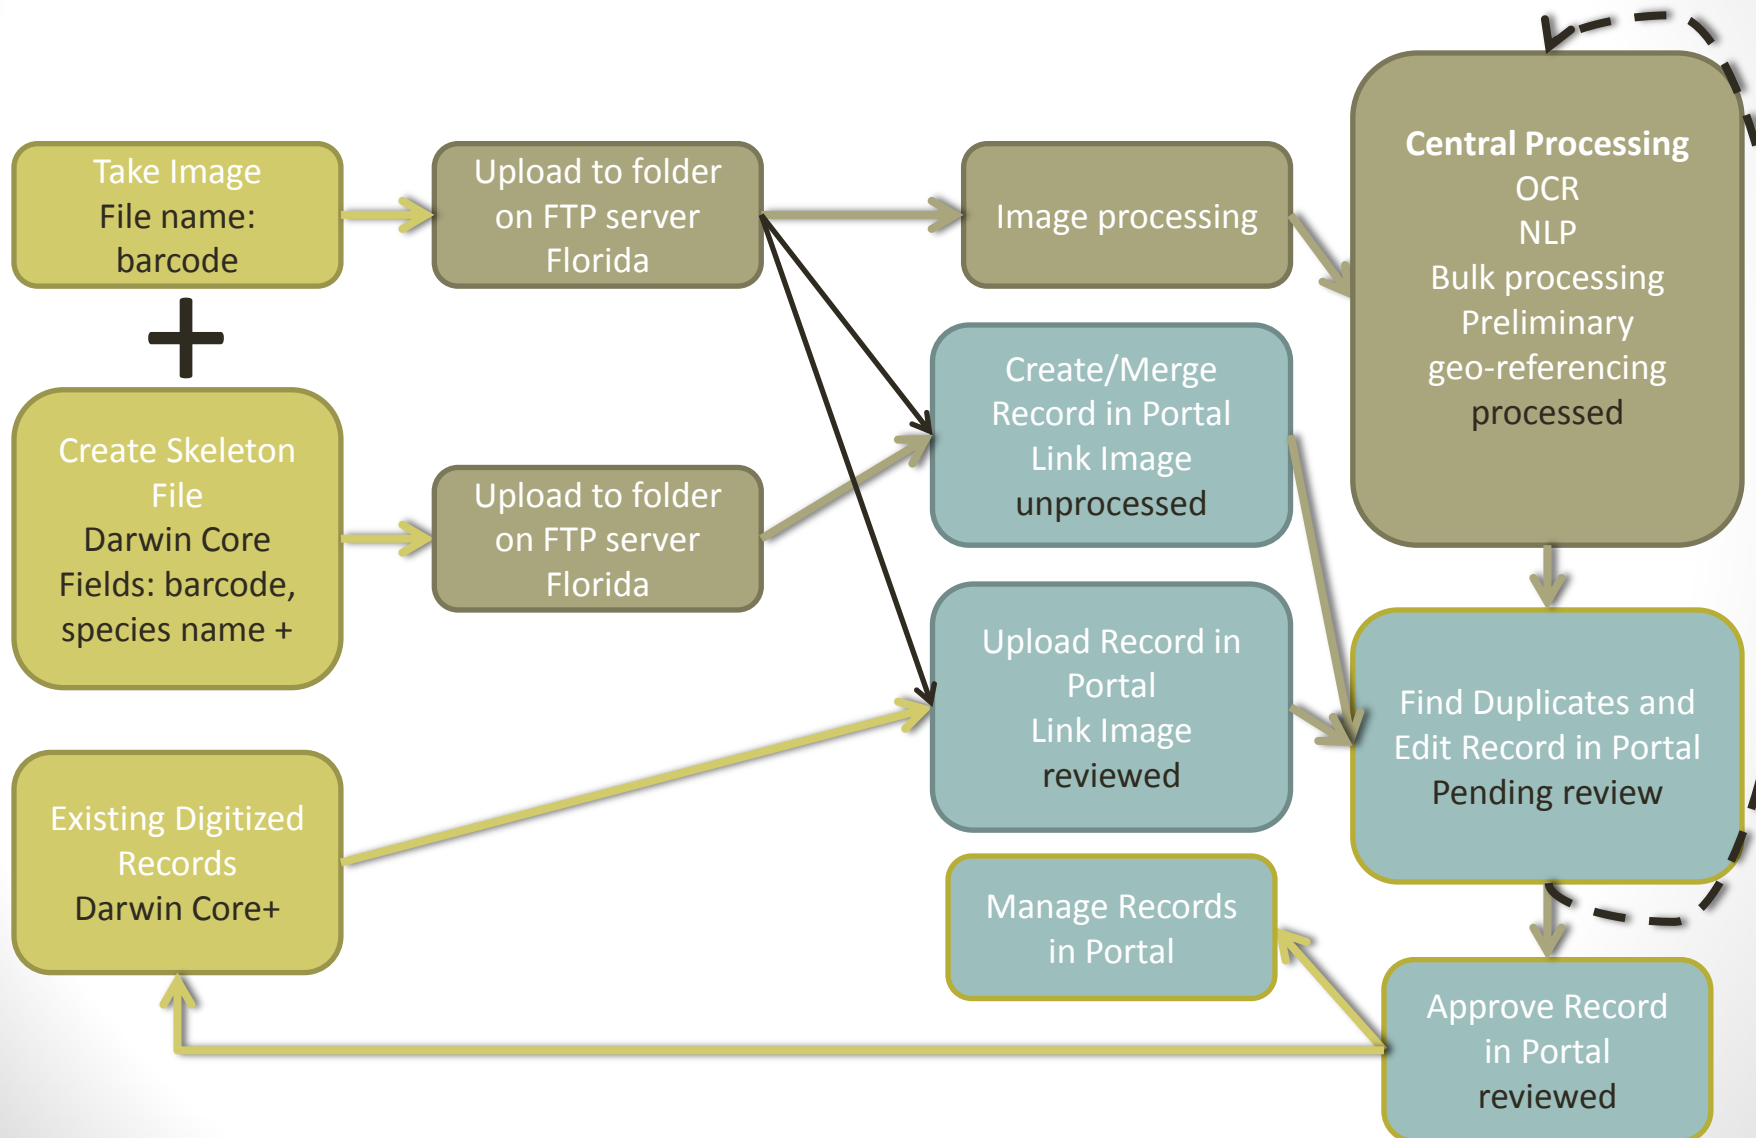 Take Image
File name:
barcode
Upload to folder
on FTP server
Florida
Image processing
Central Processing
OCR
NLP
Bulk processing
Preliminary
geo-referencing
processed
+
Create Skeleton
File
Darwin Core
Fields: barcode,
species name +
Upload to folder
on FTP server
Florida
Create/Merge
Record in Portal
Link Image
unprocessed
Upload Record in
Portal
Link Image
reviewed
Find Duplicates and
Edit Record in Portal
Pending review
Existing Digitized
Records
Darwin Core+
Manage Records
in Portal
Approve Record
in Portal
reviewed